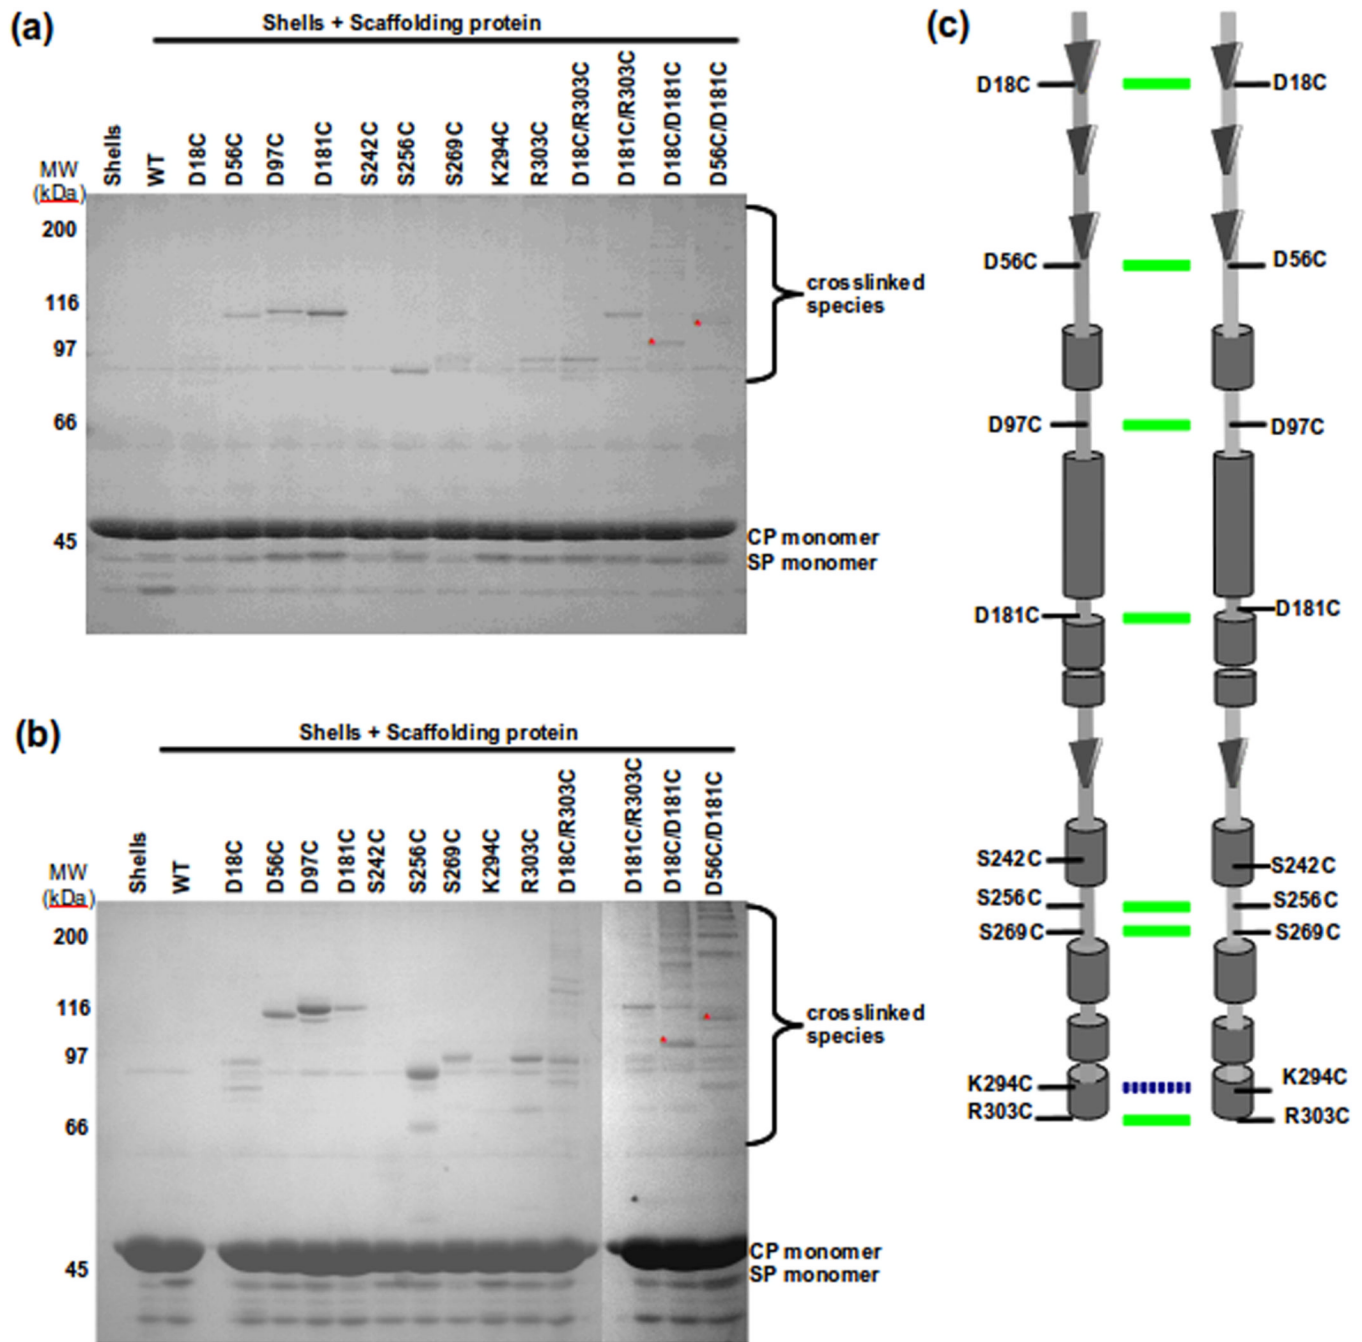 (a)
Shells + Scaffolding protein
MW
(kDa)
Shells
WT
D18C
D56C
D97C
D181C
S242C
S256C
S269C
K294C
R303C
D18C/R303C
D181C/R303C
D18C/D181C
D56C/D181C
200
116
97
66
45
crosslinked
species
CP monomer
SP monomer
(b)
Shells + Scaffolding protein
MW
(kDa)
Shells
WT
D18C
D56C
D97C
D181C
S242C
S256C
S269C
K294C
R303C
D18C/R303C
D181C/R303C
D18C/D181C
D56C/D181C
200
116
97
66
45
crosslinked
species
CP monomer
SP monomer
(c)
D18C
D18C
D56C
D56C
D97C
D97C
D181C
D181C
S242C
S242C
S256C
S256C
S269C
S269C
K294C
K294C
R303C
R303C